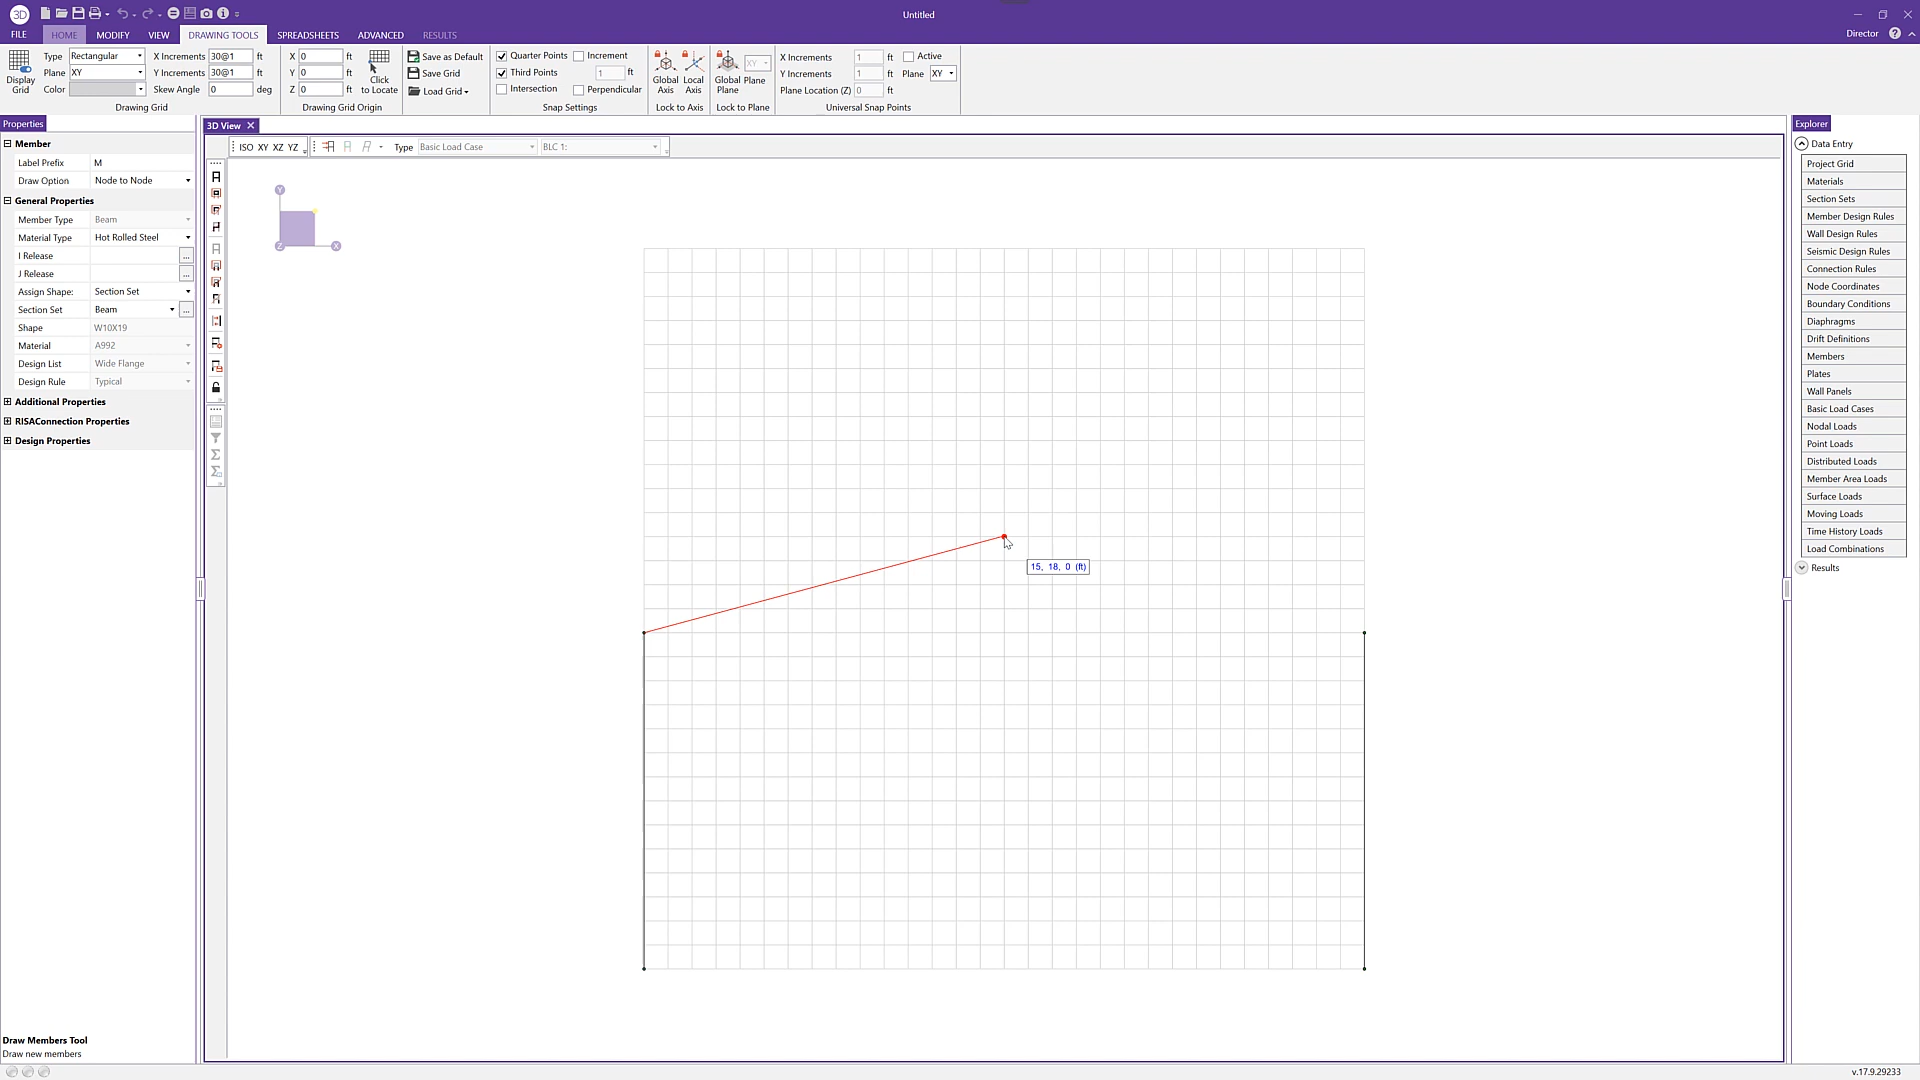 3D
Untitled
FILE HOME MODIFY VIEW DRAWING TOOLS SPREADSHEETS ADVANCED RESULTS
Director
Display Grid
Type Rectangular
Plane XY
Color
X Increments 30@1 ft
Y Increments 30@1 ft
Skew Angle 0 deg
Drawing Grid
X 0 ft
Y 0 ft
Z 0 ft
Click to Locate
Drawing Grid Origin
Save as Default
Save Grid
Load Grid
Quarter Points Increment
Third Points 1 ft
Intersection Perpendicular
Snap Settings
Global Axis
Local Axis
Lock to Axis
Global Plane
XY
Plane
Lock to Plane
X Increments 1 ft Active
Y Increments 1 ft Plane XY
Plane Location (Z) 0 ft
Universal Snap Points
Properties
Member
Label Prefix M
Draw Option Node to Node
General Properties
Member Type Beam
Material Type Hot Rolled Steel
I Release ...
J Release ...
Assign Shape: Section Set
Section Set Beam ...
Shape W10X19
Material A992
Design List Wide Flange
Design Rule Typical
Additional Properties
RISAConnection Properties
Design Properties
Draw Members Tool
Draw new members
3D View
ISO XY XZ YZ
Type Basic Load Case BLC 1:
Y
Z
X
15, 18, 0 (ft)
Explorer
Data Entry
Project Grid
Materials
Section Sets
Member Design Rules
Wall Design Rules
Seismic Design Rules
Connection Rules
Node Coordinates
Boundary Conditions
Diaphragms
Drift Definitions
Members
Plates
Wall Panels
Basic Load Cases
Nodal Loads
Point Loads
Distributed Loads
Member Area Loads
Surface Loads
Moving Loads
Time History Loads
Load Combinations
Results
v.17.9.29233